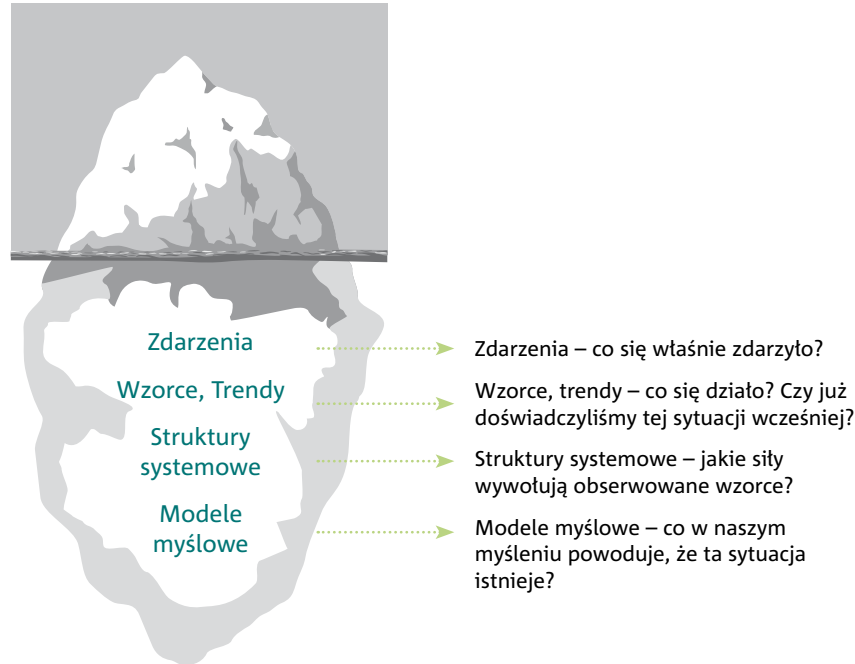 Zdarzenia
Wzorce, Trendy
Struktury
systemowe
Modele
myślowe
Zdarzenia – co się właśnie zdarzyło?
Wzorce, trendy – co się działo? Czy już
doświadczyliśmy tej sytuacji wcześniej?
Struktury systemowe – jakie siły
wywołują obserwowane wzorce?
Modele myślowe – co w naszym
myśleniu powoduje, że ta sytuacja
istnieje?